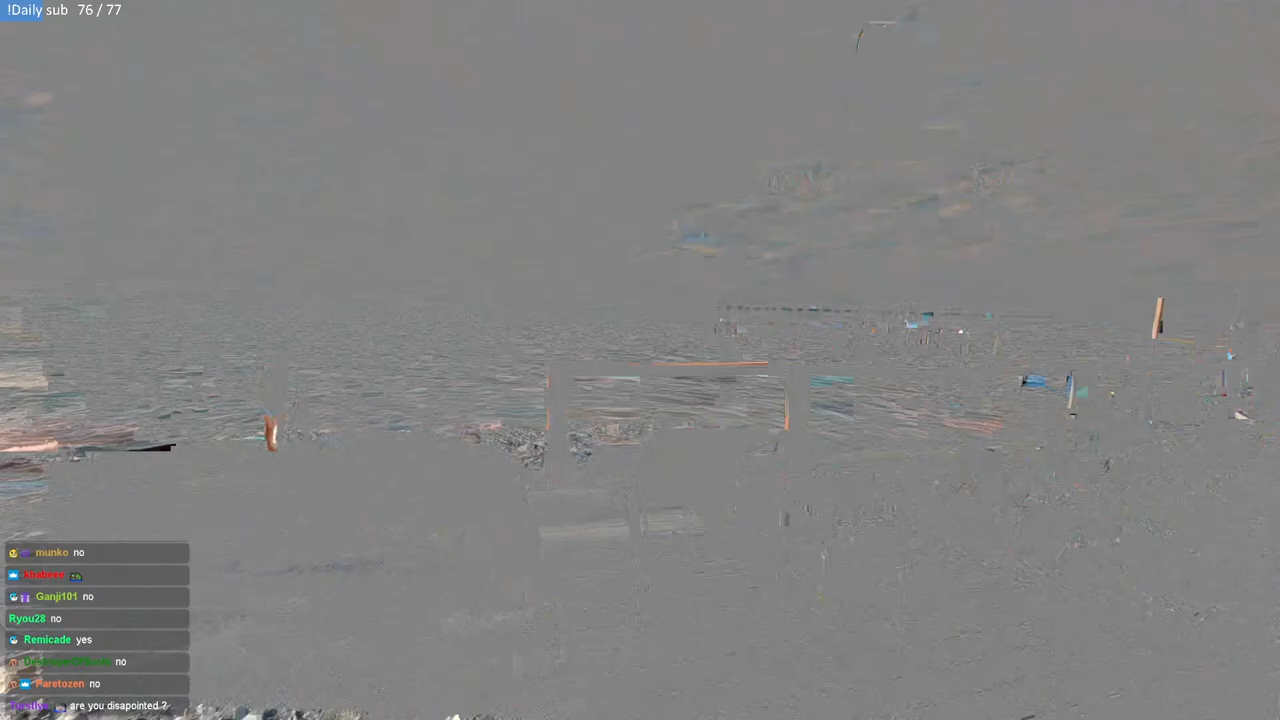 !Daily sub 76 / 77
munko no
Ganji101 no
Ryou28 no
Remicade yes
no
Paretozen no
are you disapointed ?